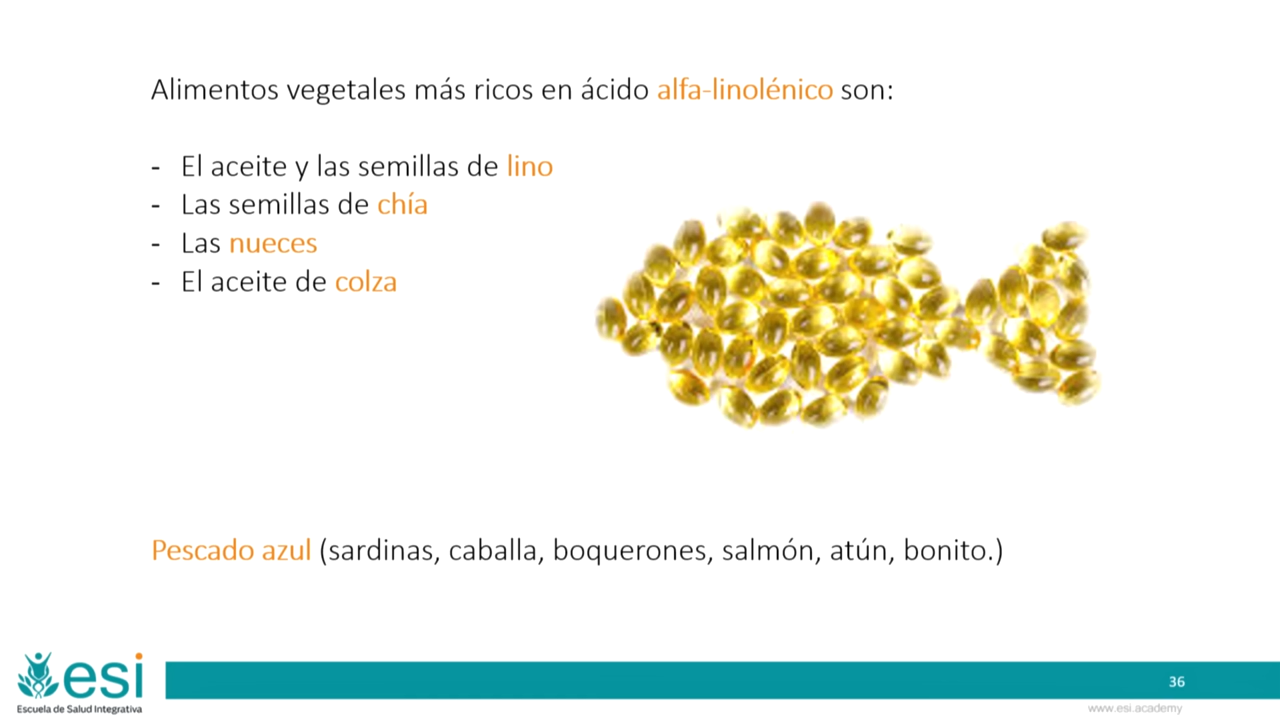 Alimentos vegetales más ricos en ácido alfa-linolénico son:
- El aceite y las semillas de lino
- Las semillas de chía
- Las nueces
- El aceite de colza
Pescado azul (sardinas, caballa, boquerones, salmón, atún, bonito.)
esi
Escuela de Salud Integrativa
36
www.esi.academy